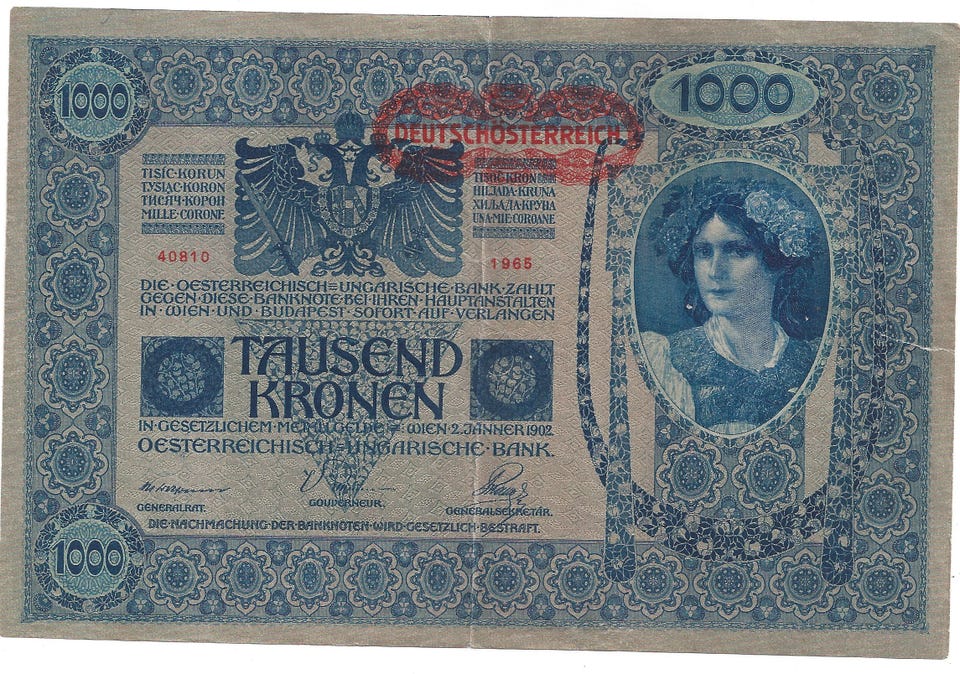 1000
1000
DEUTSCHÖSTERREICH
TISÍC·KORUN
TYSIĄC·KORON
ТИСЯЧ·КОРОН
MILLE·CORONE
TISOČ·KRON
HILJADA·KRUNA
ХИЉАДА·КРУНА
UNA·MIE·COROANE
40810
1965
DIE·OESTERREICHISCH=UNGARISCHE·BANK·ZAHLT
GEGEN·DIESE·BANKNOTE·BEI·IHREN·HAUPTANSTALTEN
IN·WIEN·UND·BUDAPEST·SOFORT·AUF·VERLANGEN
TAUSEND
KRONEN
IN·GESETZLICHEM·METALLGELDE=WIEN·2.JÄNNER 1902
OESTERREICHISCH=UNGARISCHE·BANK.
GENERALRAT.
GOUVERNEUR.
GENERALSEKRETÄR.
DIE·NACHMACHUNG·DER·BANKNOTEN·WIRD·GESETZLICH·BESTRAFT.
1000